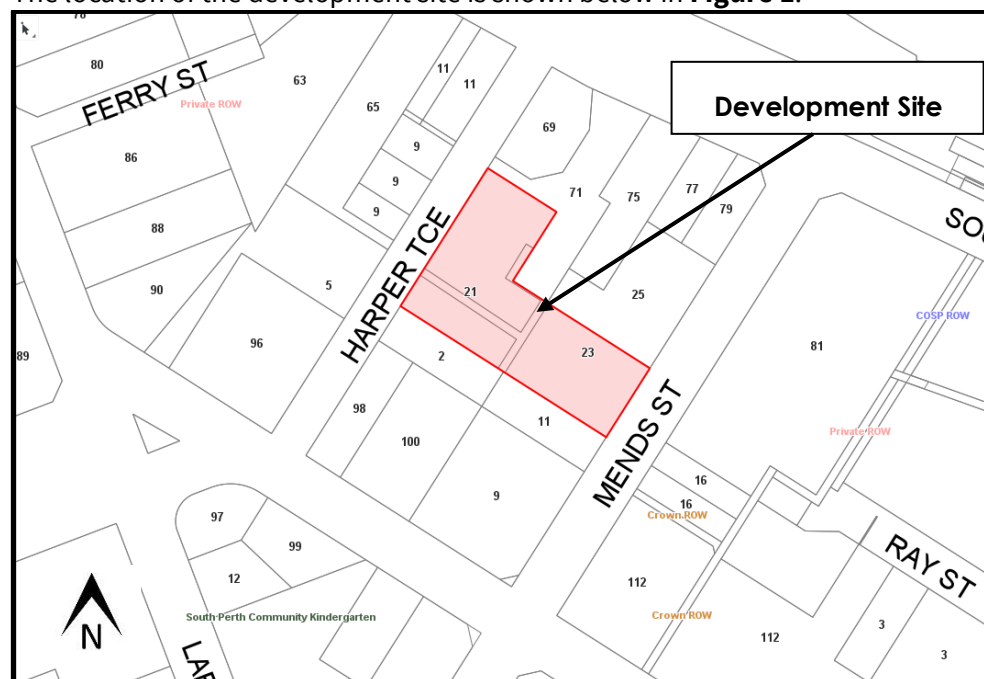 The location of the development site is shown below in Figure 2.
78
80
FERRY ST
Private ROW
63
65
11
11
69
Development Site
86
9
9
9
71
75
77
79
88
SOU
90
5
HARPER TCE
21
25
COSP ROW
96
2
23
81
89
98
100
11
MENDS ST
Private ROW
9
16
16
Crown ROW
97
99
12
RAY ST
112
South Perth Community Kindergarten
Crown ROW
112
3
3
N
LAR